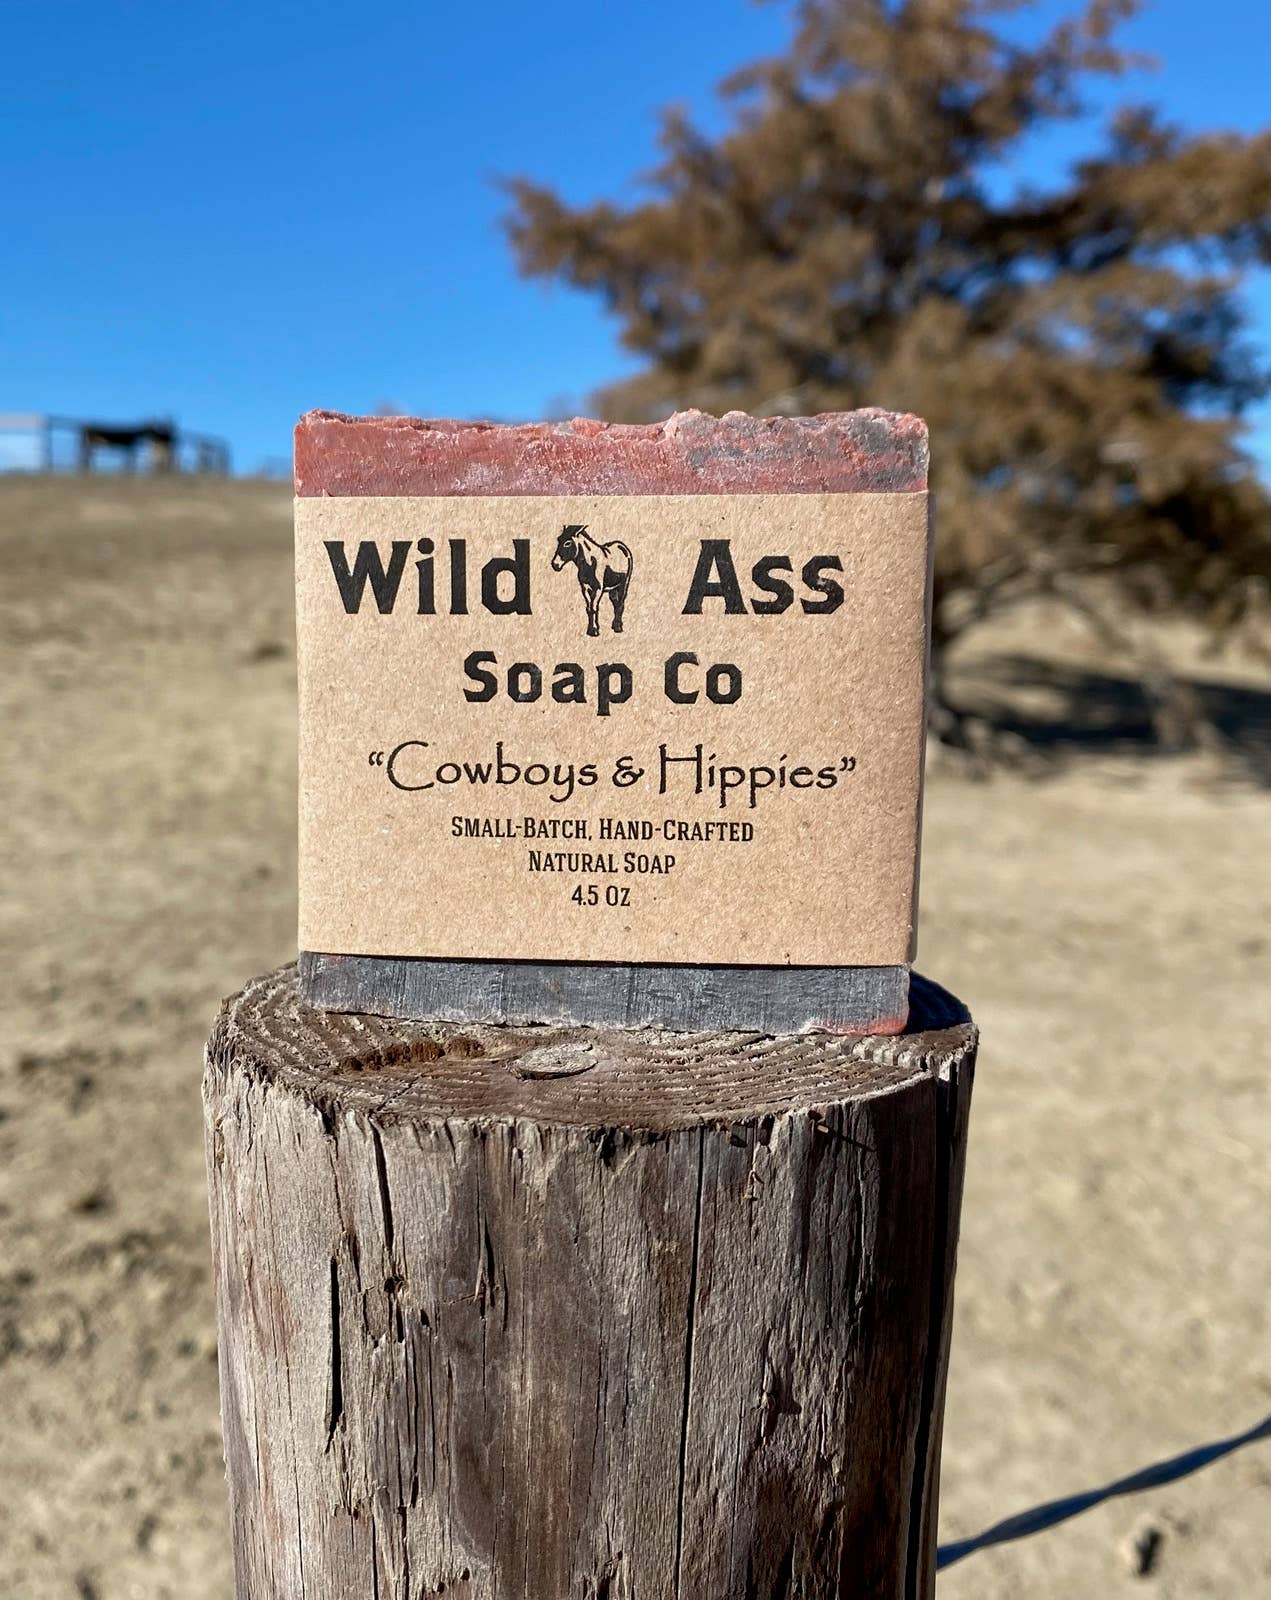 Wild Ass
Soap Co
“Cowboys & Hippies”
Small-Batch, Hand-Crafted
Natural Soap
4.5 Oz